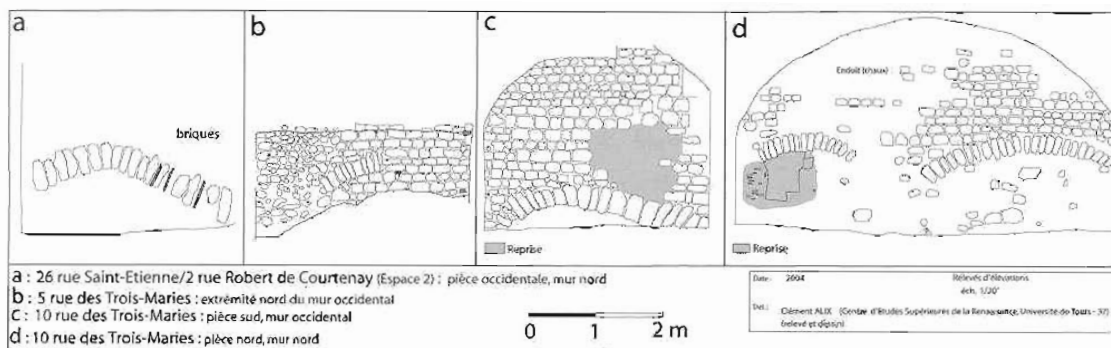 a
b
c
d
briques
Enduit (chaux)
Reprise
Reprise
a : 26 rue Saint-Etienne/2 rue Robert de Courtenay (Espace 2) : pièce occidentale, mur nord
b : 5 rue des Trois-Maries : extrémité nord du mur occidental
c : 10 rue des Trois-Maries : pièce sud, mur occidental
d : 10 rue des Trois-Maries : pièce nord, mur nord
0 1 2 m
Date : 2004
Relevés d'élévations
éch. 1/20°
Clément ALIX (Centre d'Etudes Supérieures de la Renaissance, Université de Tours - 37)
(relevé et dessin)